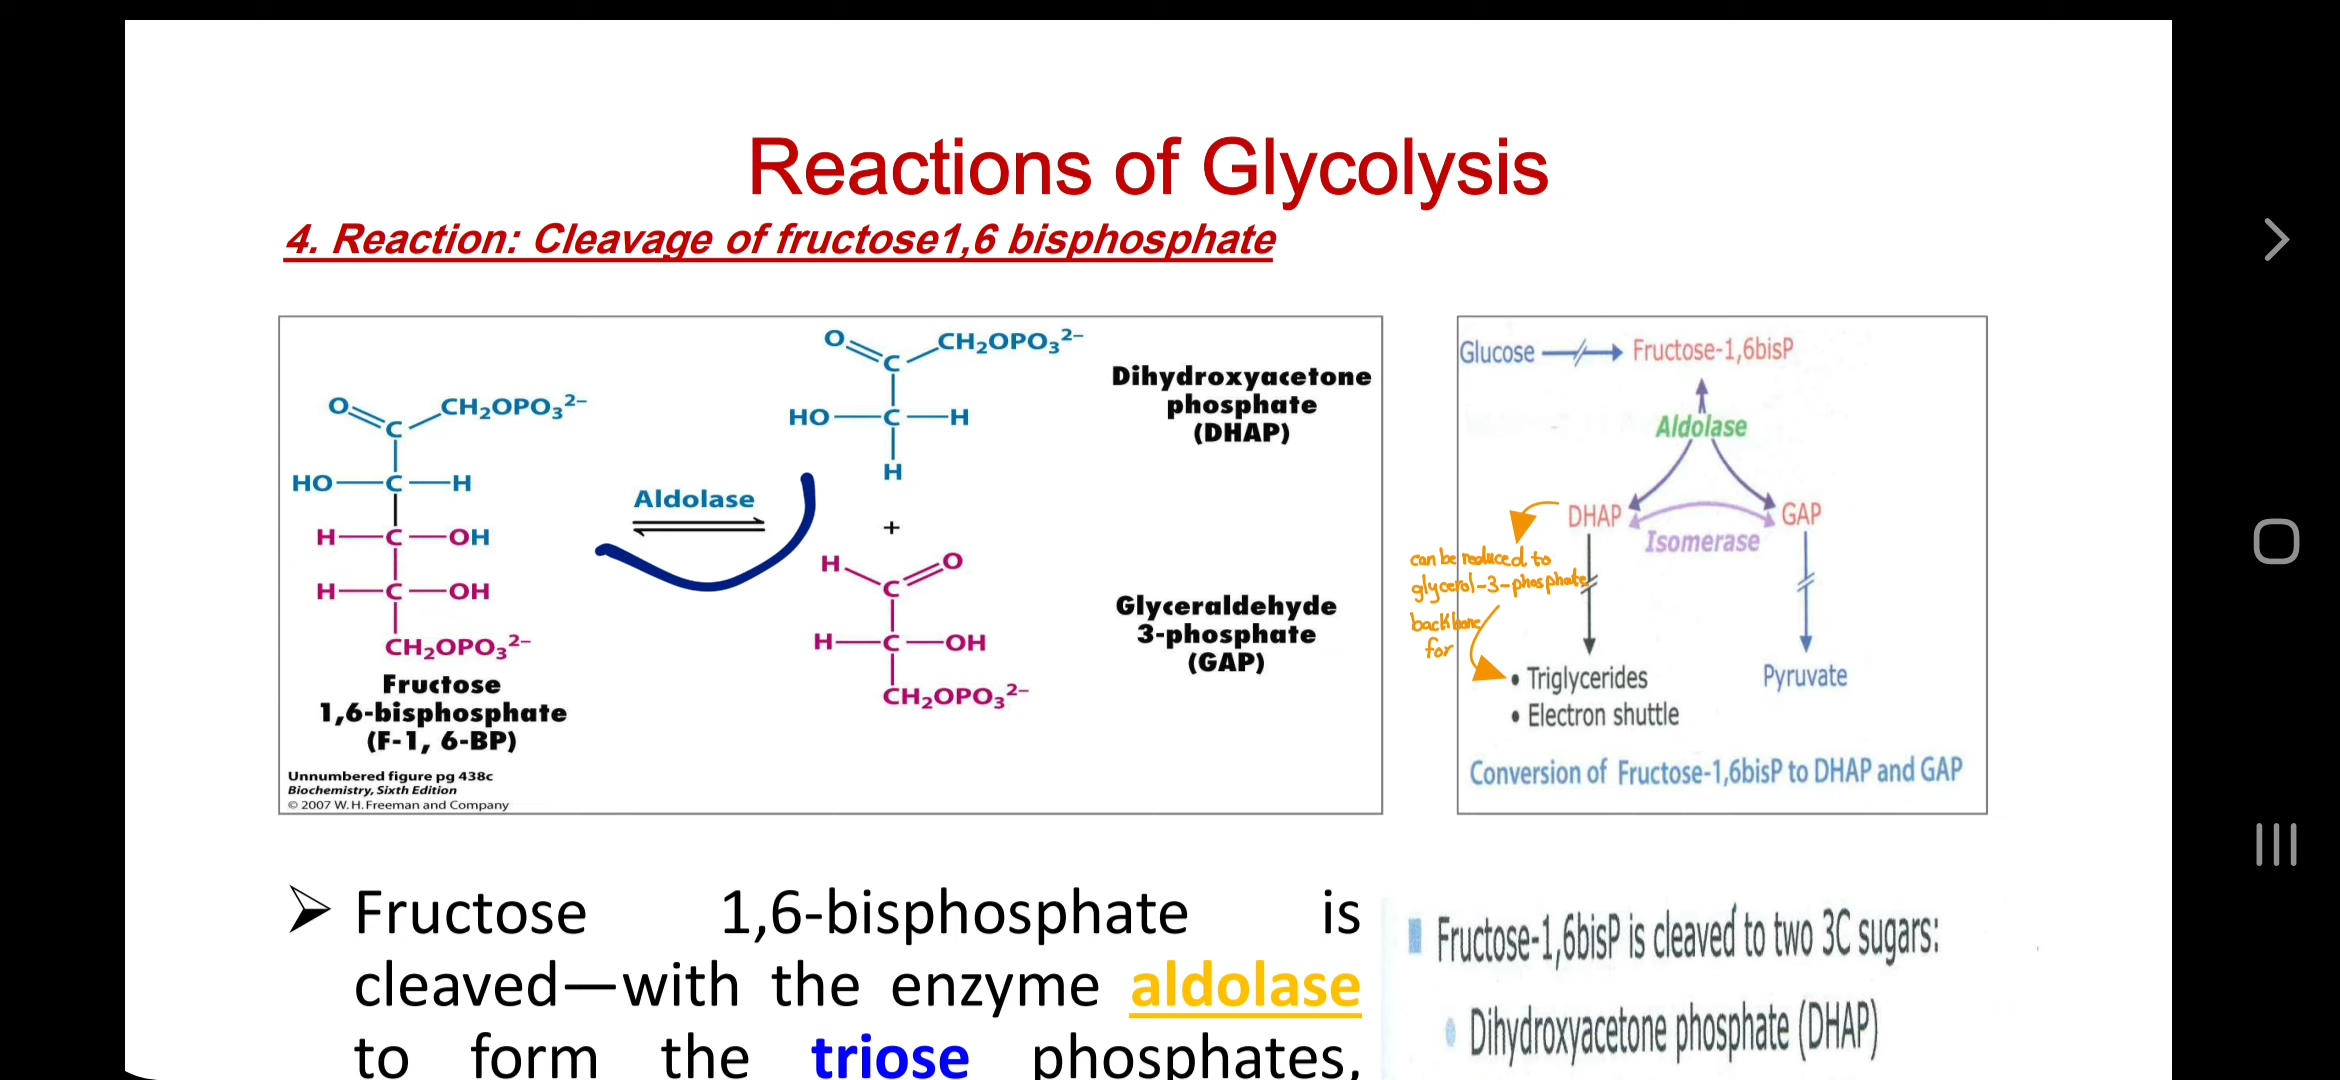 Reactions of Glycolysis
4. Reaction: Cleavage of fructose1,6 bisphosphate
O
C
CH₂OPO₃²⁻
HO—C—H
H—C—OH
H—C—OH
CH₂OPO₃²⁻
Fructose
1,6-bisphosphate
(F-1, 6-BP)
Unnumbered figure pg 438c
Biochemistry, Sixth Edition
© 2007 W.H.Freeman and Company
Aldolase
O
C
CH₂OPO₃²⁻
HO—C—H
H
+
H
O
C
H—C—OH
CH₂OPO₃²⁻
Dihydroxyacetone
phosphate
(DHAP)
Glyceraldehyde
3-phosphate
(GAP)
Glucose
Fructose-1,6bisP
Aldolase
DHAP
GAP
Isomerase
can be reduced to
glycerol-3-phosphate
backbone
for
• Triglycerides
• Electron shuttle
Pyruvate
Conversion of Fructose-1,6bisP to DHAP and GAP
➢ Fructose 1,6-bisphosphate is
cleaved—with the enzyme aldolase
to form the triose phosphates,
Fructose-1,6bisP is cleaved to two 3C sugars:
Dihydroxyacetone phosphate (DHAP)